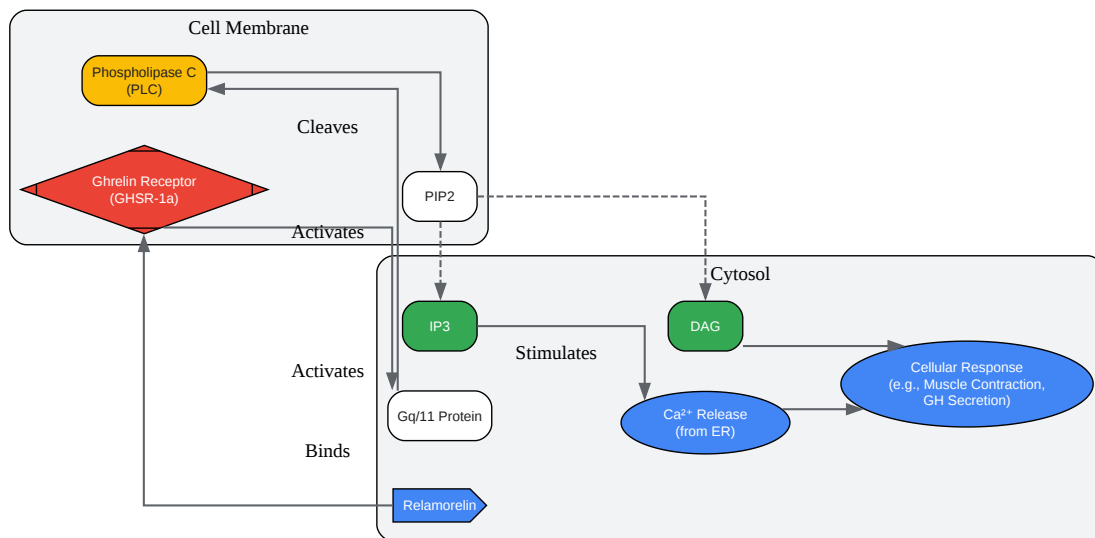 Cell Membrane
Phospholipase C
(PLC)
Cleaves
Ghrelin Receptor
(GHSR-1a)
PIP2
Activates
Cytosol
IP3
DAG
Stimulates
Cellular Response
(e.g., Muscle Contraction,
GH Secretion)
Activates
Gq/11 Protein
Ca²⁺ Release
(from ER)
Binds
Relamorelin